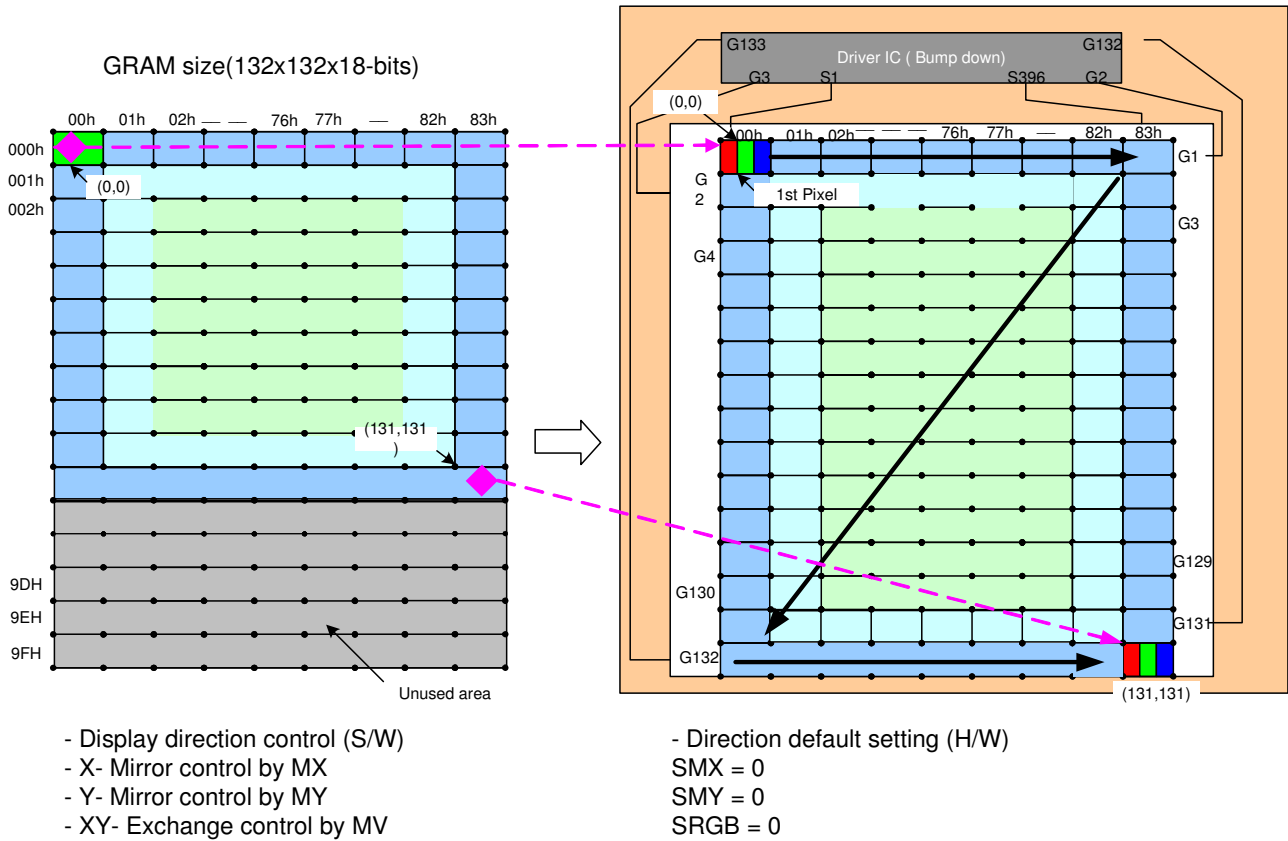 GRAM size(132x132x18-bits)
00h 01h 02h — — 76h 77h — 82h 83h
000h
001h
002h
(0,0)
(131,131
)
9DH
9EH
9FH
Unused area
- Display direction control (S/W)
- X- Mirror control by MX
- Y- Mirror control by MY
- XY- Exchange control by MV
G133 G132
Driver IC ( Bump down)
G3 S1 S396 G2
(0,0)
00h 01h 02h — — — 76h 77h — 82h 83h
G1
G
2
1st Pixel
G3
G4
G129
G130
G131
G132
(131,131)
- Direction default setting (H/W)
SMX = 0
SMY = 0
SRGB = 0